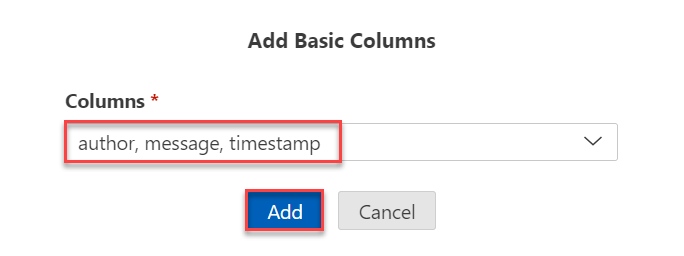 Add Basic Columns
Columns *
author, message, timestamp
Add Cancel